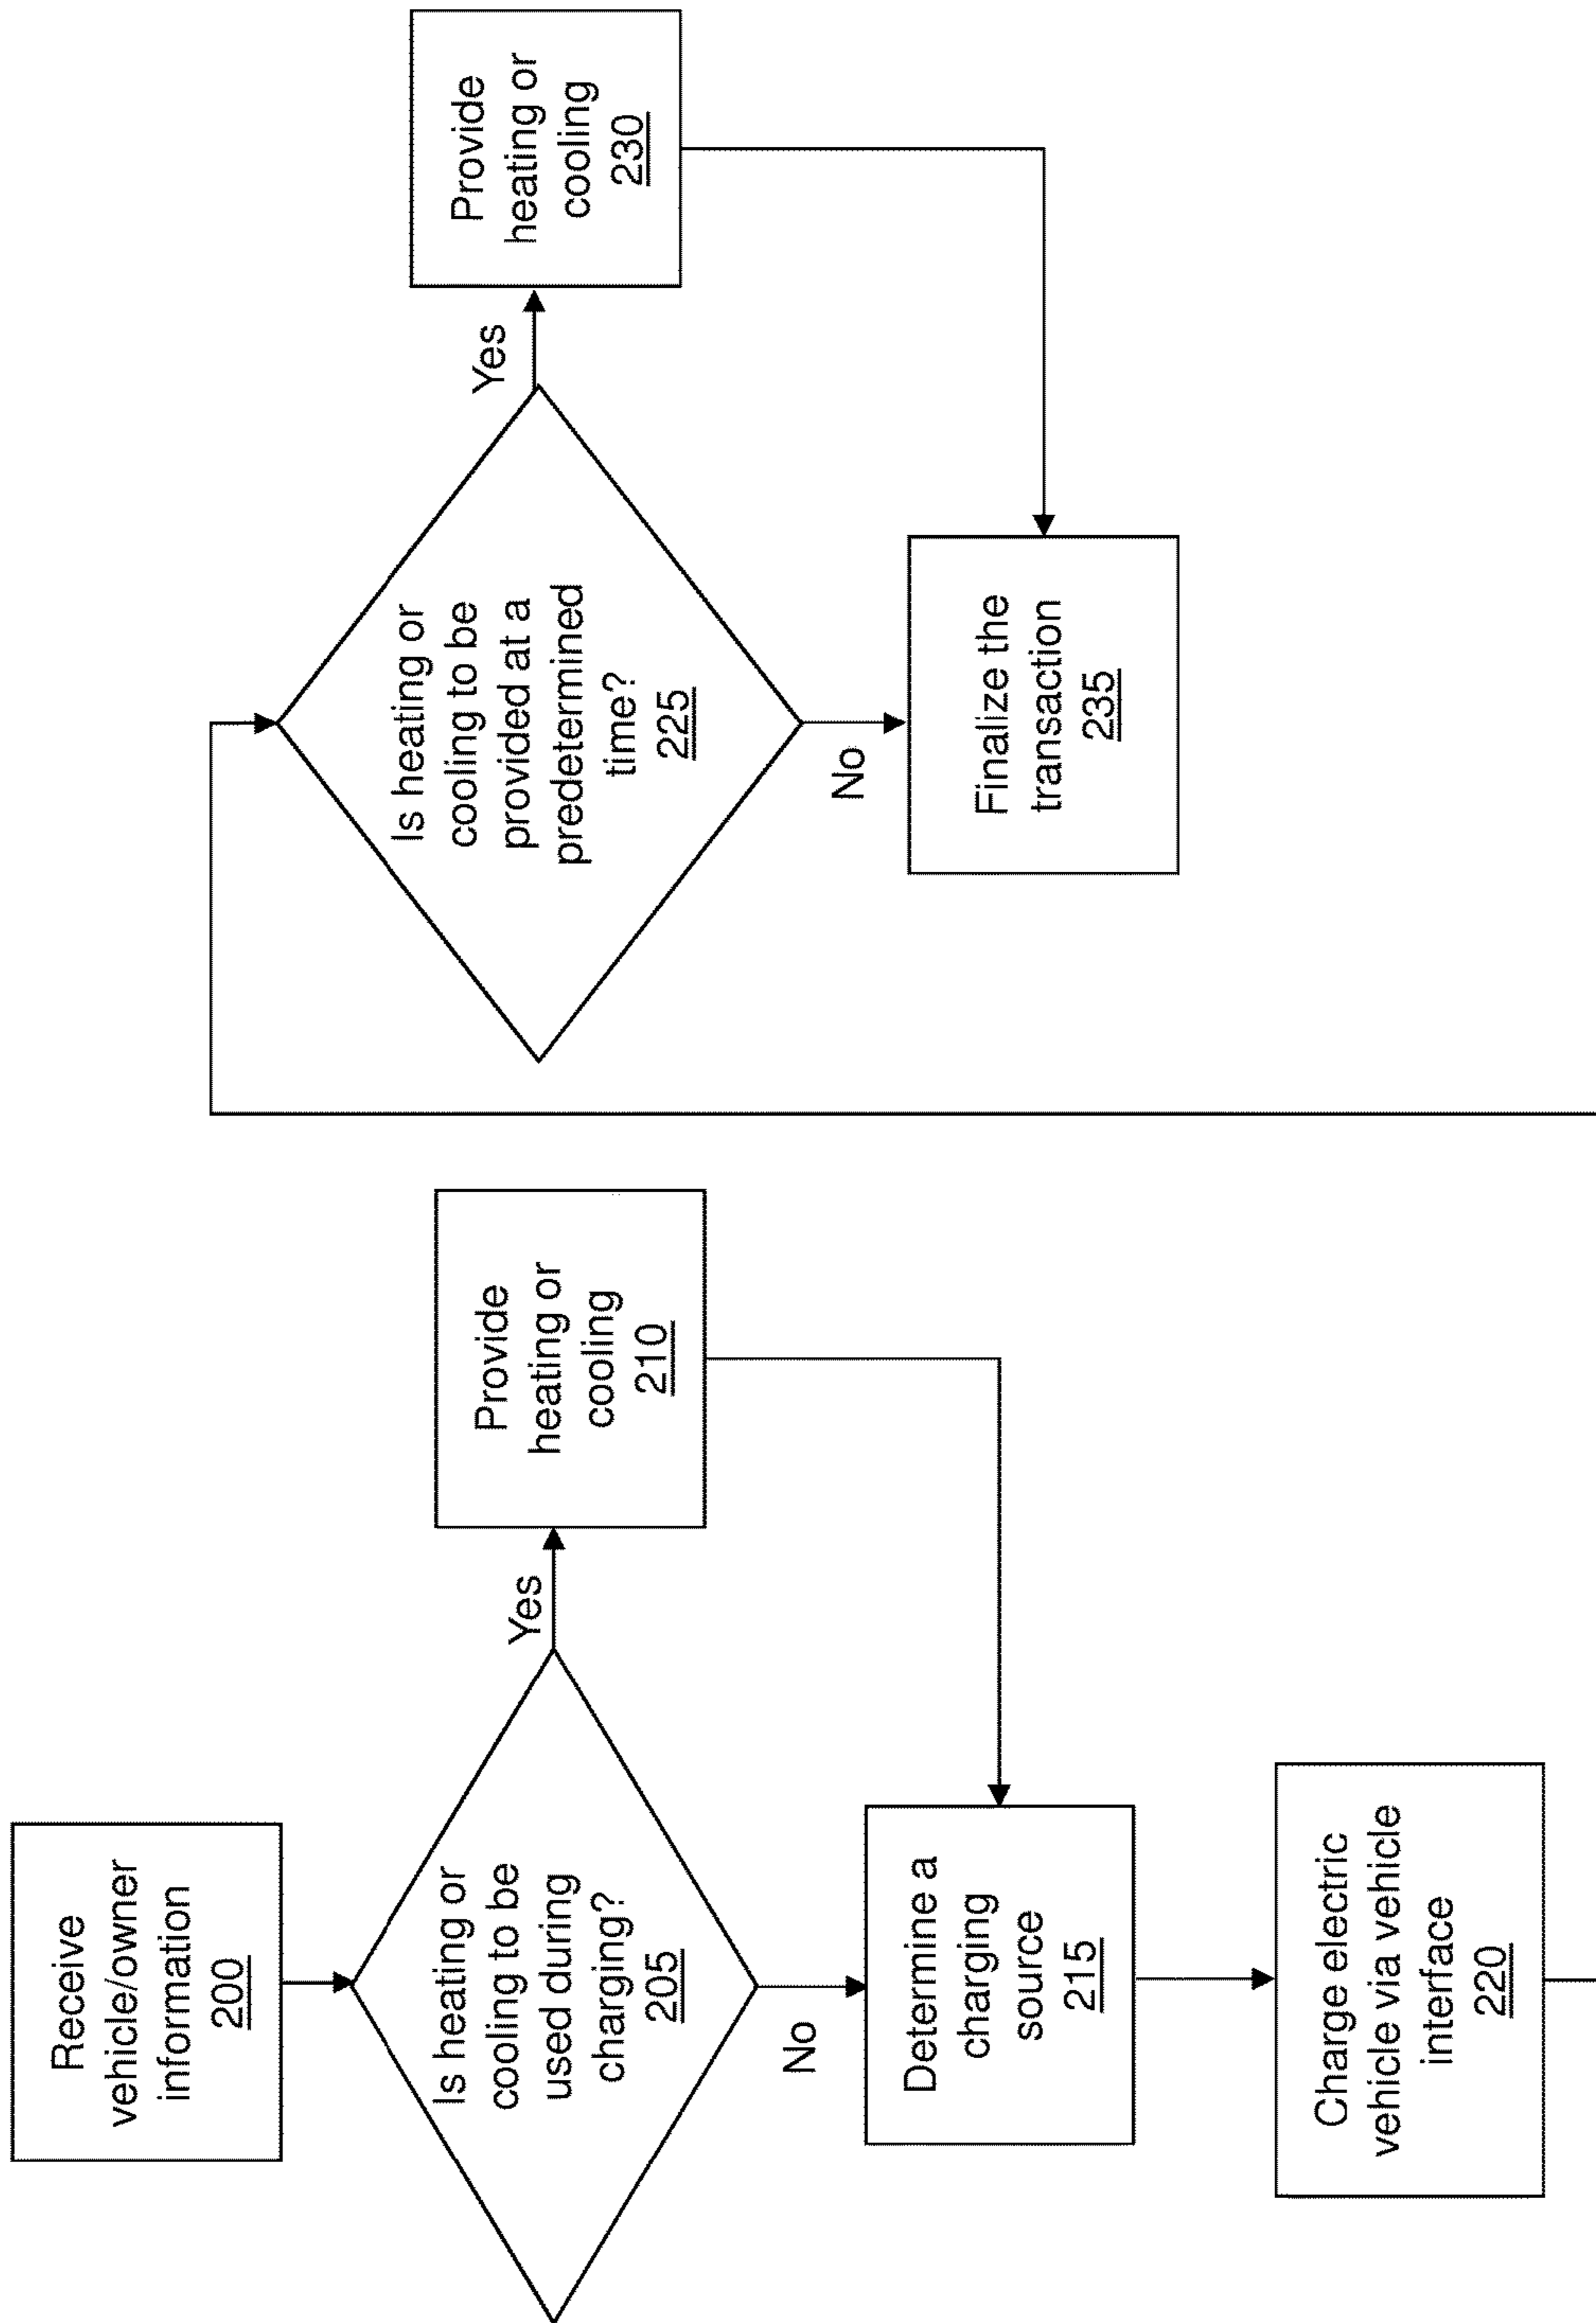 Receive
vehicle/owner
information
200
Is heating or
cooling to be
used during
charging?
205
Yes
Provide
heating or
cooling
210
No
Determine a
charging
source
215
Charge electric
vehicle via vehicle
interface
220
Is heating or
cooling to be
provided at a
predetermined
time?
225
Yes
Provide
heating or
cooling
230
No
Finalize the
transaction
235